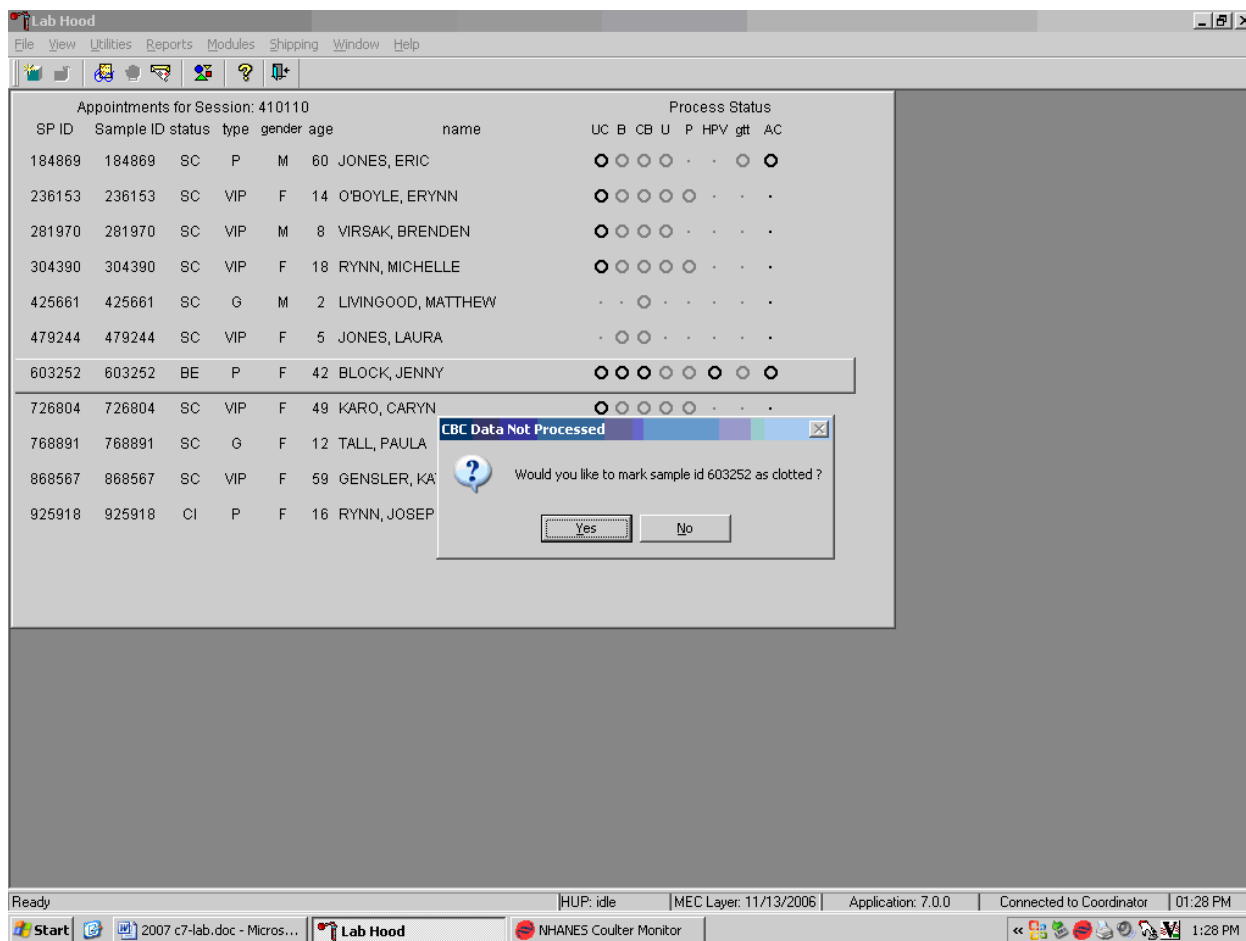 Lab Hood
File View Utilities Reports Modules Shipping Window Help
Appointments for Session: 410110 Process Status
SP ID Sample ID status type gender age name UC B CB U P HPV gtt AC
184869 184869 SC P M 60 JONES, ERIC
236153 236153 SC VIP F 14 O'BOYLE, ERYNN
281970 281970 SC VIP M 8 VIRSAK, BRENDEN
304390 304390 SC VIP F 18 RYNN, MICHELLE
425661 425661 SC G M 2 LIVINGOOD, MATTHEW
479244 479244 SC VIP F 5 JONES, LAURA
603252 603252 BE P F 42 BLOCK, JENNY
726804 726804 SC VIP F 49 KARO, CARYN
CBC Data Not Processed
768891 768891 SC G F 12 TALL, PAULA
868567 868567 SC VIP F 59 GENSLER, KA
Would you like to mark sample id 603252 as clotted ?
925918 925918 CI P F 16 RYNN, JOSEP
Yes No
Ready HUP: idle MEC Layer: 11/13/2006 Application: 7.0.0 Connected to Coordinator 01:28 PM
Start 2007 c7-lab.doc - Micros... Lab Hood NHANES Coulter Monitor « 1:28 PM